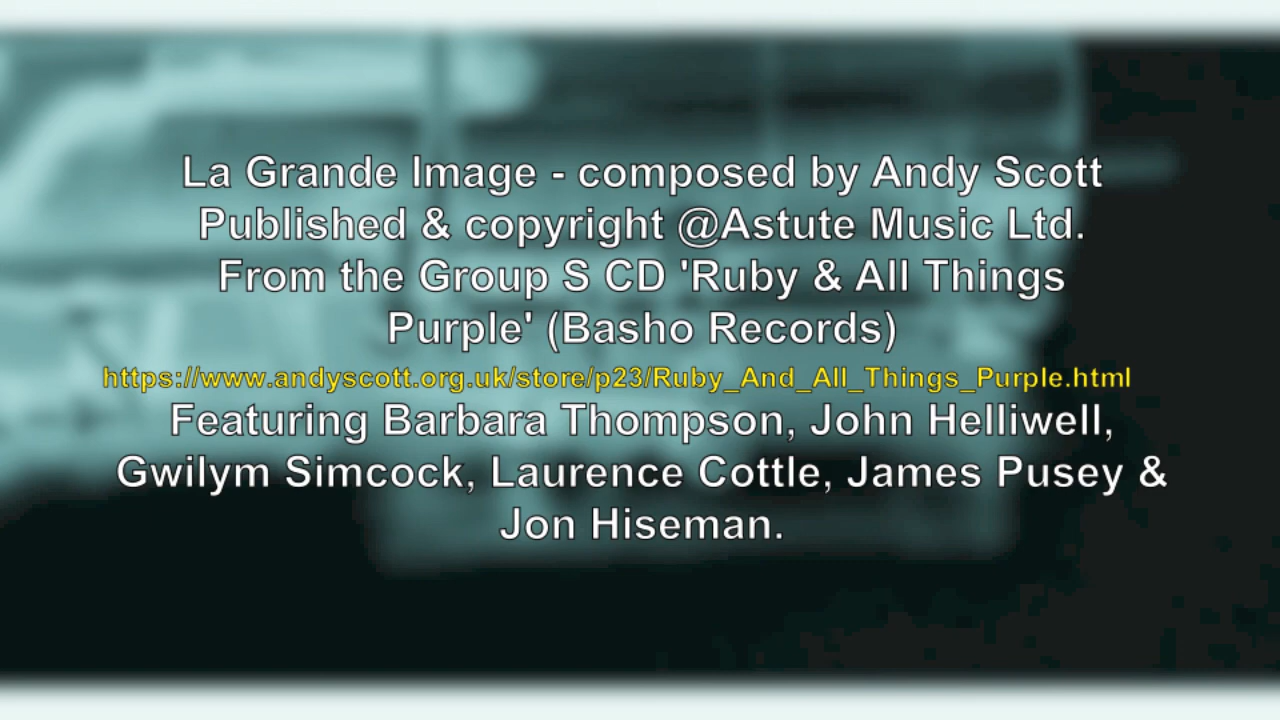 La Grande Image - composed by Andy Scott
Published & copyright @Astute Music Ltd.
From the Group S CD 'Ruby & All Things
Purple' (Basho Records)
https://www.andyscott.org.uk/store/p23/Ruby_And_All_Things_Purple.html
Featuring Barbara Thompson, John Helliwell,
Gwilym Simcock, Laurence Cottle, James Pusey &
Jon Hiseman.